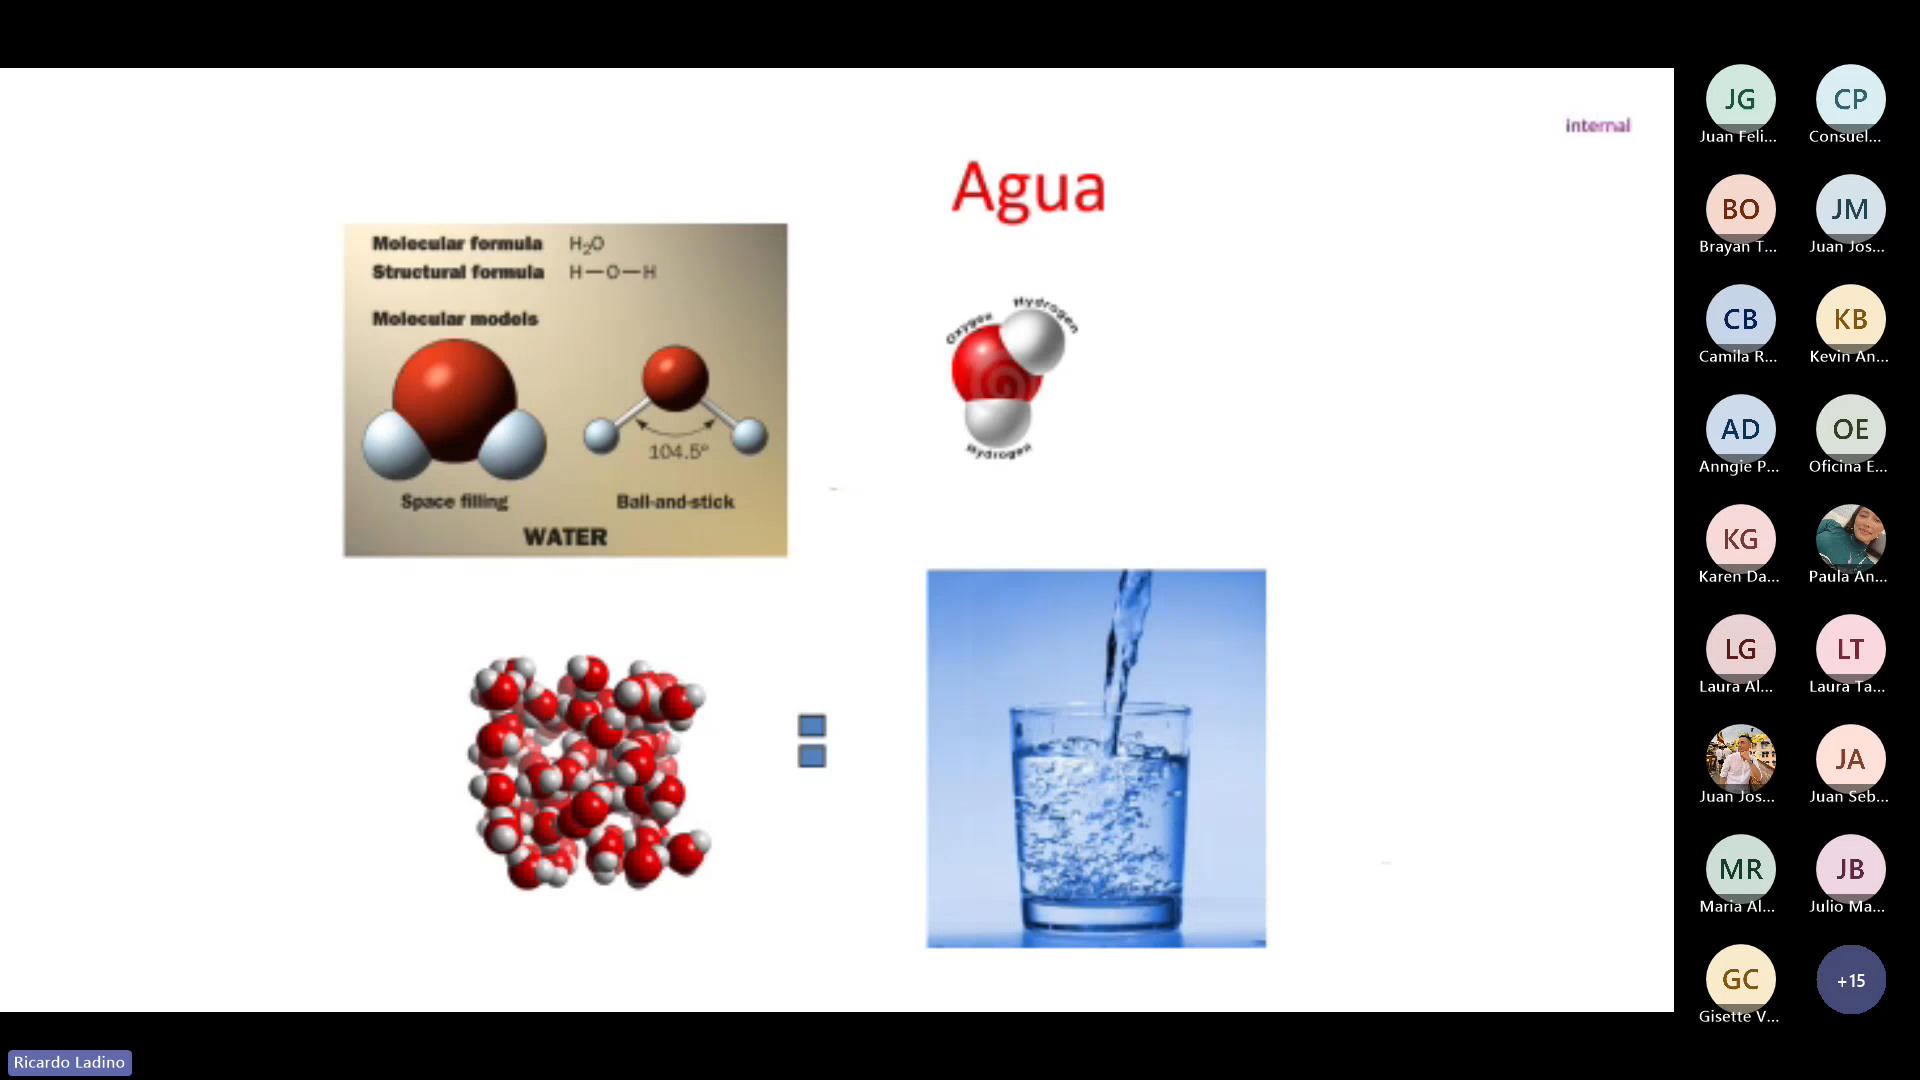 internal
Agua
Molecular formula H₂O
Structural formula H—O—H
Molecular models
104.5°
Space filling
Ball-and-stick
WATER
Oxygen
Hydrogen
Hydrogen
JG
Juan Feli...
CP
Consuel...
BO
Brayan T...
JM
Juan Jos...
CB
Camila R...
KB
Kevin An...
AD
Anngie P...
OE
Oficina E...
KG
Karen Da...
Paula An...
LG
Laura Al...
LT
Laura Ta...
Juan Jos...
JA
Juan Seb...
MR
Maria Al...
JB
Julio Ma...
GC
Gisette V...
+15
Ricardo Ladino